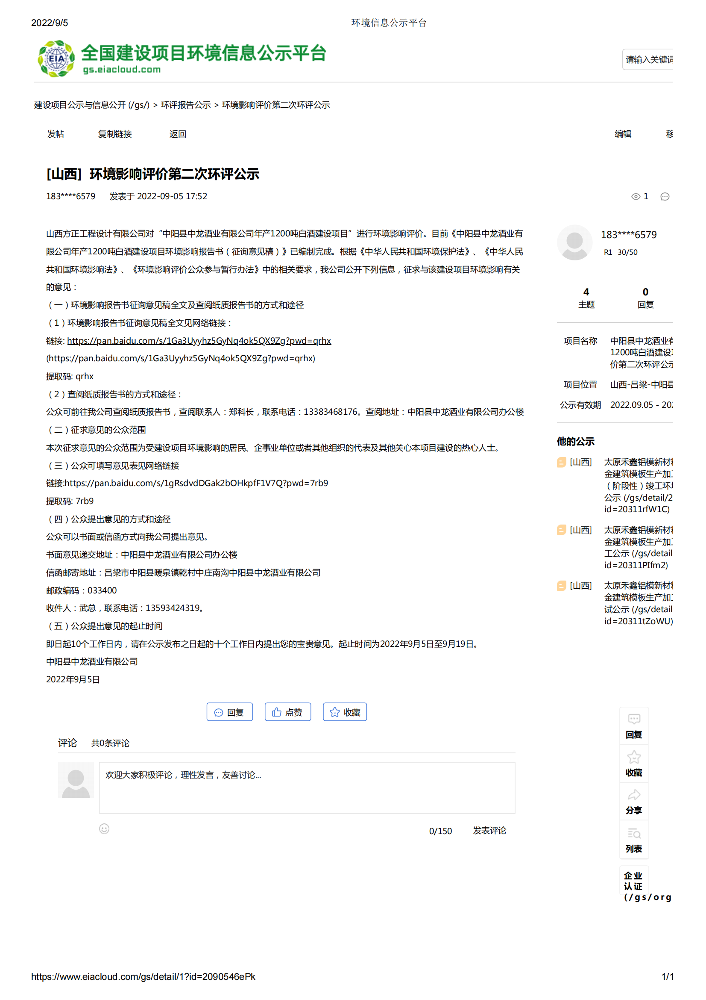 2022/9/5
环境信息公示平台
EIA
全国建设项目环境信息公示平台
gs.eiacloud.com
请输入关键词
建设项目公示与信息公开 (/gs/) > 环评报告公示 > 环境影响评价第二次环评公示
发帖 复制链接 返回 编辑 移
[山西] 环境影响评价第二次环评公示
183****6579 发表于 2022-09-05 17:52 1
山西方正工程设计有限公司对“中阳县中龙酒业有限公司年产1200吨白酒建设项目”进行环境影响评价。目前《中阳县中龙酒业有
限公司年产1200吨白酒建设项目环境影响报告书（征询意见稿）》已编制完成。根据《中华人民共和国环境保护法》、《中华人民
共和国环境影响法》、《环境影响评价公众参与暂行办法》中的相关要求，我公司公开下列信息，征求与该建设项目环境影响有关
的意见：
（一）环境影响报告书征询意见稿全文及查阅纸质报告书的方式和途径
（1）环境影响报告书征询意见稿全文见网络链接：
链接: https://pan.baidu.com/s/1Ga3Uyyhz5GyNq4ok5QX9Zg?pwd=qrhx
(https://pan.baidu.com/s/1Ga3Uyyhz5GyNq4ok5QX9Zg?pwd=qrhx)
提取码: qrhx
（2）查阅纸质报告书的方式和途径：
公众可前往我公司查阅纸质报告书，查阅联系人：郑科长，联系电话：13383468176。查阅地址：中阳县中龙酒业有限公司办公楼
（二）征求意见的公众范围
本次征求意见的公众范围为受建设项目环境影响的居民、企事业单位或者其他组织的代表及其他关心本项目建设的热心人士。
（三）公众可填写意见表见网络链接
链接:https://pan.baidu.com/s/1gRsdvdDGak2bOHkpfF1V7Q?pwd=7rb9
提取码: 7rb9
（四）公众提出意见的方式和途径
公众可以书面或信函方式向我公司提出意见。
书面意见递交地址：中阳县中龙酒业有限公司办公楼
信函邮寄地址：吕梁市中阳县暖泉镇乾村中庄南沟中阳县中龙酒业有限公司
邮政编码：033400
收件人：武总，联系电话：13593424319。
（五）公众提出意见的起止时间
即日起10个工作日内，请在公示发布之日起的十个工作日内提出您的宝贵意见。起止时间为2022年9月5日至9月19日。
中阳县中龙酒业有限公司
2022年9月5日
183****6579
R1 30/50
4 0
主题 回复
项目名称 中阳县中龙酒业有
1200吨白酒建设项
价第二次环评公示
项目位置 山西-吕梁-中阳县
公示有效期 2022.09.05 - 202
他的公示
[山西] 太原禾鑫铝模新材料
金建筑模板生产加工
（阶段性）竣工环境
公示 (/gs/detail/2
id=20311rfW1C)
[山西] 太原禾鑫铝模新材料
金建筑模板生产加工
工公示 (/gs/detail
id=20311PIfm2)
[山西] 太原禾鑫铝模新材料
金建筑模板生产加工
试公示 (/gs/detail
id=20311tZoWU)
回复 点赞 收藏
评论 共0条评论
欢迎大家积极评论，理性发言，友善讨论...
0/150 发表评论
回复
收藏
分享
列表
企业
认证
(/gs/org
https://www.eiacloud.com/gs/detail/1?id=2090546ePk
1/1